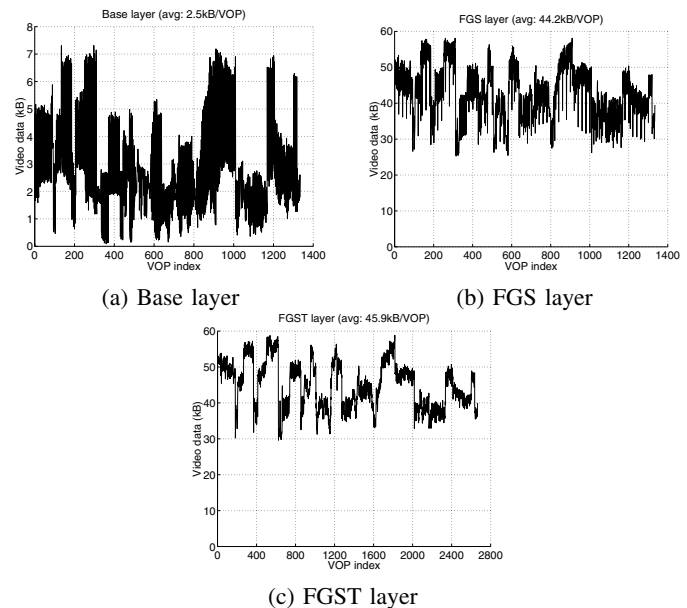 Base layer (avg: 2.5kB/VOP)
8
7
6
5
4
3
2
1
0
Video data (kB)
0 200 400 600 800 1000 1200 1400
VOP index
(a) Base layer
FGS layer (avg: 44.2kB/VOP)
60
50
40
30
20
10
0
Video data (kB)
0 200 400 600 800 1000 1200 1400
VOP index
(b) FGS layer
FGST layer (avg: 45.9kB/VOP)
60
50
40
30
20
10
0
Video data (kB)
0 400 800 1200 1600 2000 2400 2800
VOP index
(c) FGST layer